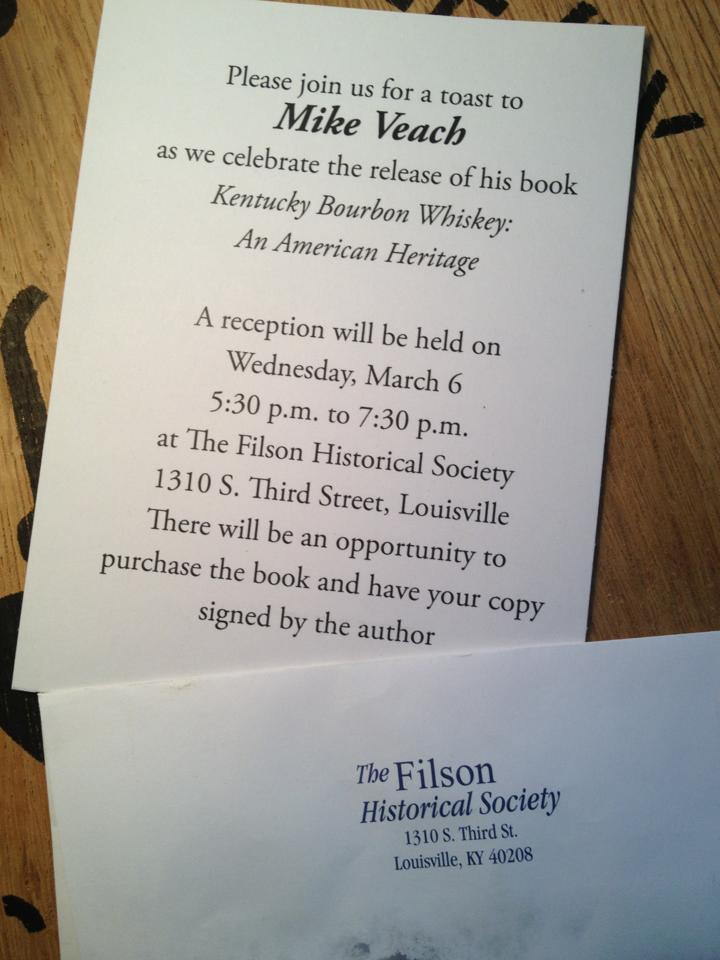 Please join us for a toast to
Mike Veach
as we celebrate the release of his book
Kentucky Bourbon Whiskey:
An American Heritage
A reception will be held on
Wednesday, March 6
5:30 p.m. to 7:30 p.m.
at The Filson Historical Society
1310 S. Third Street, Louisville
There will be an opportunity to
purchase the book and have your copy
signed by the author
The Filson
Historical Society
1310 S. Third St.
Louisville, KY 40208